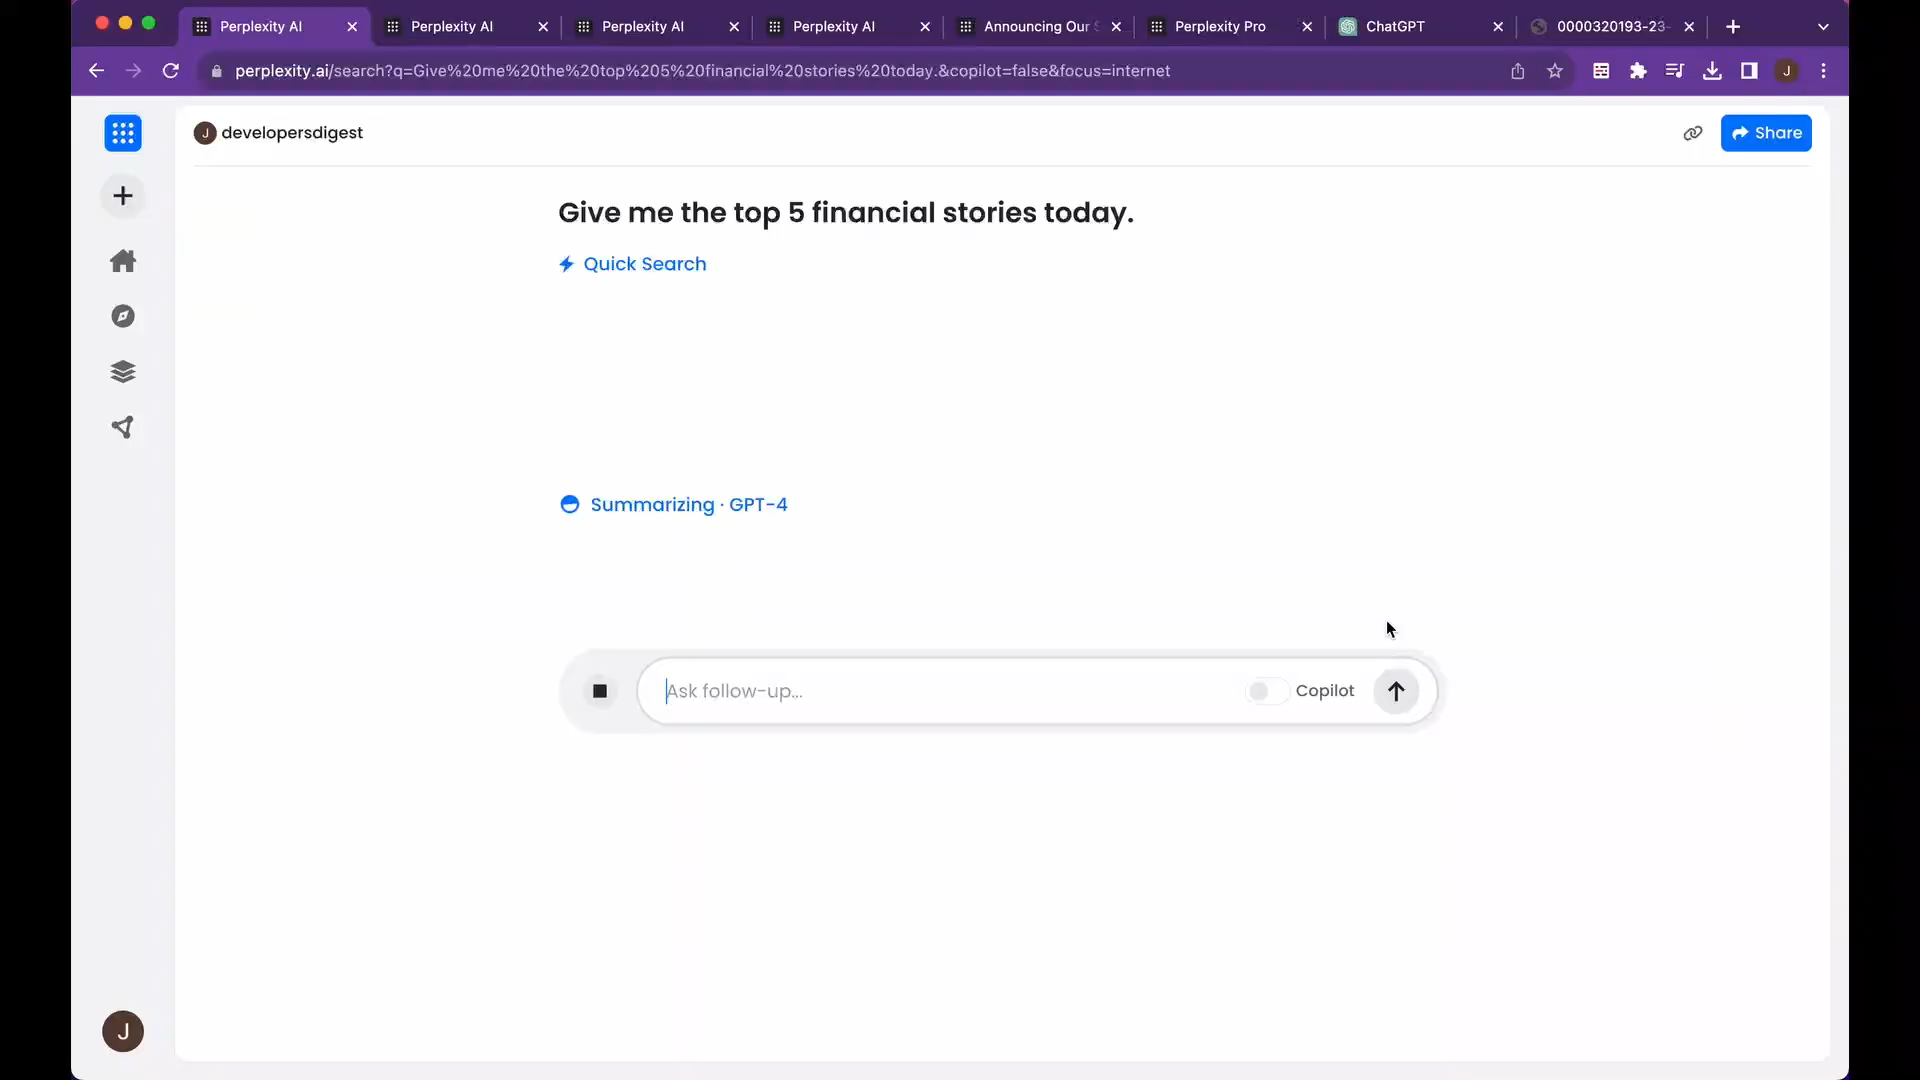 Perplexity AI
Perplexity AI
Perplexity AI
Perplexity AI
Announcing Our S
Perplexity Pro
ChatGPT
0000320193-23-
perplexity.ai/search?q=Give%20me%20the%20top%205%20financial%20stories%20today.&copilot=false&focus=internet
J
J developersdigest
Share
Give me the top 5 financial stories today.
Quick Search
Summarizing · GPT-4
Ask follow-up...
Copilot
J